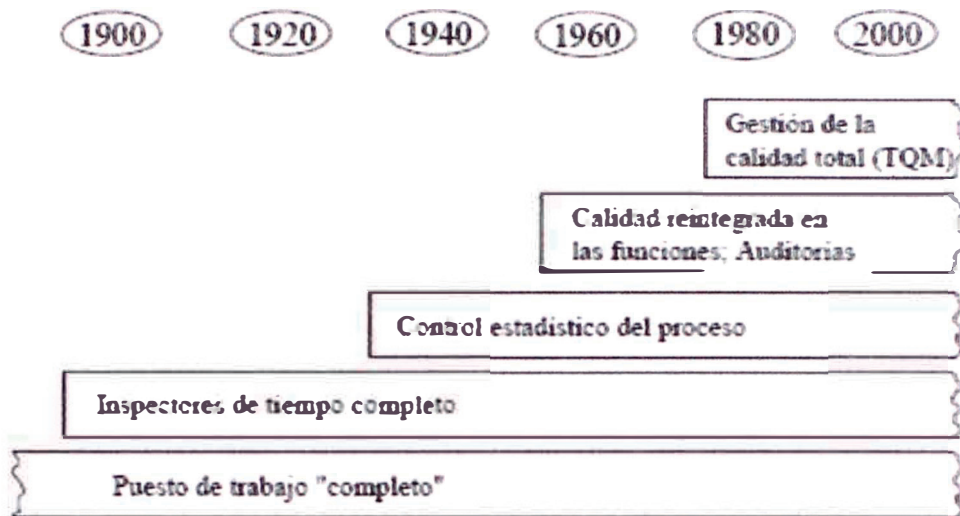 1900 1920 1940 1960 1980 2000
Gestión de la
calidad total (TQM)
Calidad reintegrada en
las funciones; Auditorias
Control estadístico del proceso
Inspectores de tiempo completo
Puesto de trabajo "completo"